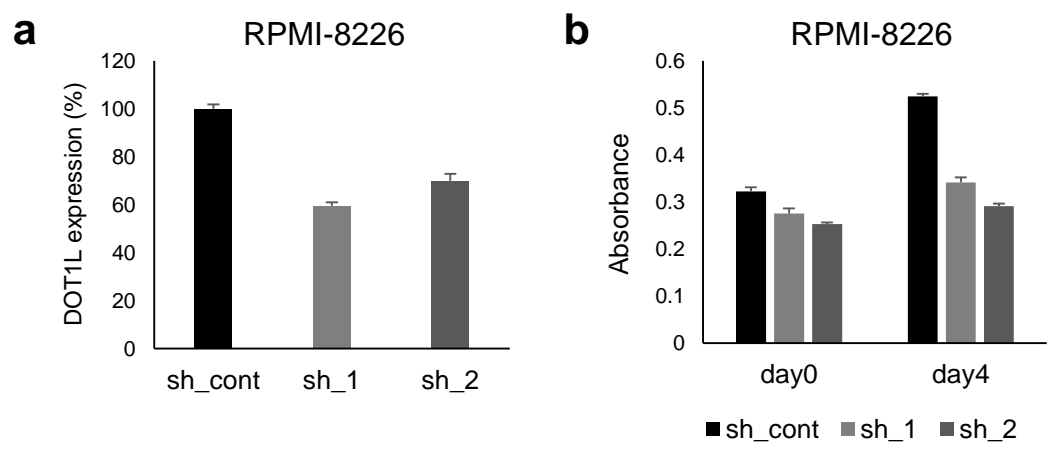 a
RPMI-8226
DOT1L expression (%)
120
100
80
60
40
20
0
sh_cont sh_1 sh_2
b
RPMI-8226
Absorbance
0.6
0.5
0.4
0.3
0.2
0.1
0
day0 day4
sh_cont sh_1 sh_2